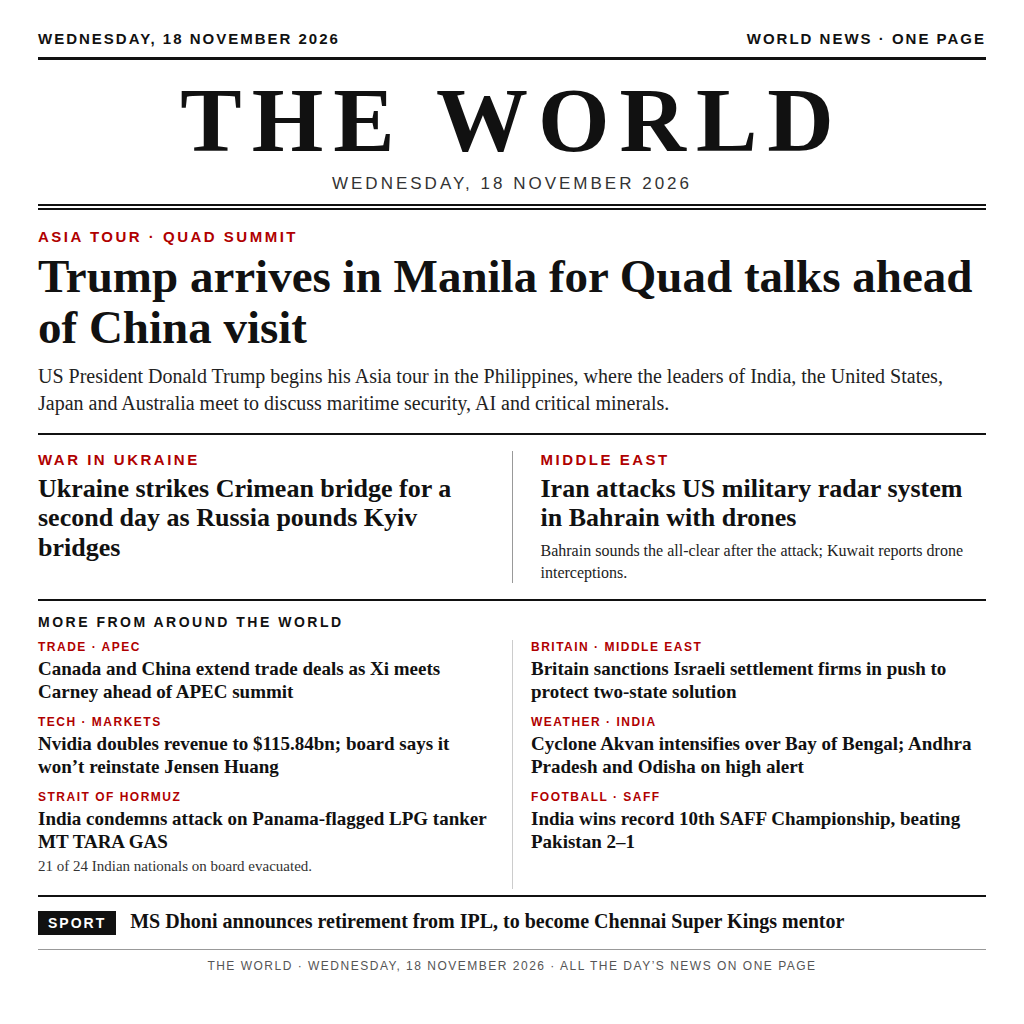 WEDNESDAY, 18 NOVEMBER 2026
WORLD NEWS · ONE PAGE
THE WORLD
WEDNESDAY, 18 NOVEMBER 2026
ASIA TOUR · QUAD SUMMIT
Trump arrives in Manila for Quad talks ahead
of China visit
US President Donald Trump begins his Asia tour in the Philippines, where the leaders of India, the United States,
Japan and Australia meet to discuss maritime security, AI and critical minerals.
WAR IN UKRAINE
Ukraine strikes Crimean bridge for a
second day as Russia pounds Kyiv
bridges
MIDDLE EAST
Iran attacks US military radar system
in Bahrain with drones
Bahrain sounds the all-clear after the attack; Kuwait reports drone
interceptions.
MORE FROM AROUND THE WORLD
TRADE · APEC
Canada and China extend trade deals as Xi meets
Carney ahead of APEC summit
TECH · MARKETS
Nvidia doubles revenue to $115.84bn; board says it
won’t reinstate Jensen Huang
STRAIT OF HORMUZ
India condemns attack on Panama-flagged LPG tanker
MT TARA GAS
21 of 24 Indian nationals on board evacuated.
BRITAIN · MIDDLE EAST
Britain sanctions Israeli settlement firms in push to
protect two-state solution
WEATHER · INDIA
Cyclone Akvan intensifies over Bay of Bengal; Andhra
Pradesh and Odisha on high alert
FOOTBALL · SAFF
India wins record 10th SAFF Championship, beating
Pakistan 2–1
SPORT
MS Dhoni announces retirement from IPL, to become Chennai Super Kings mentor
THE WORLD · WEDNESDAY, 18 NOVEMBER 2026 · ALL THE DAY’S NEWS ON ONE PAGE